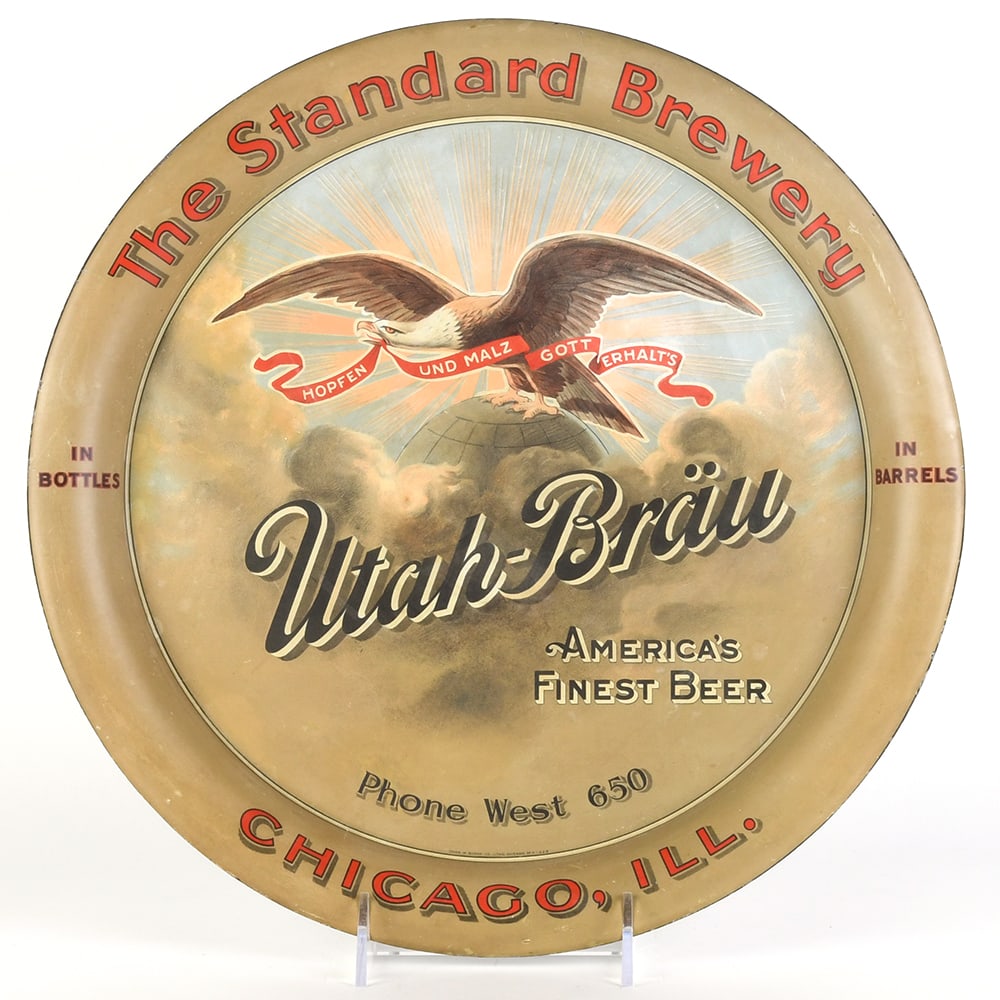 The Standard Brewery
HOPFEN UND MALZ GOTT ERHALT'S
IN
BOTTLES
IN
BARRELS
Utah-Bräu
AMERICA'S
FINEST BEER
Phone West 650
CHICAGO, ILL.